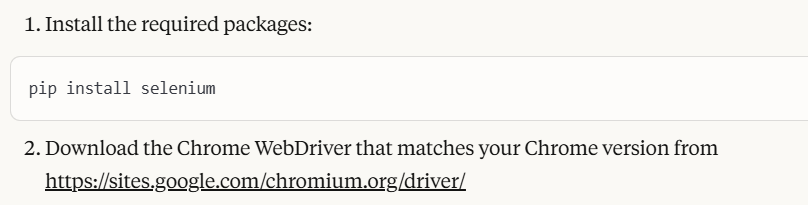 1. Install the required packages:
pip install selenium
2. Download the Chrome WebDriver that matches your Chrome version from
https://sites.google.com/chromium.org/driver/